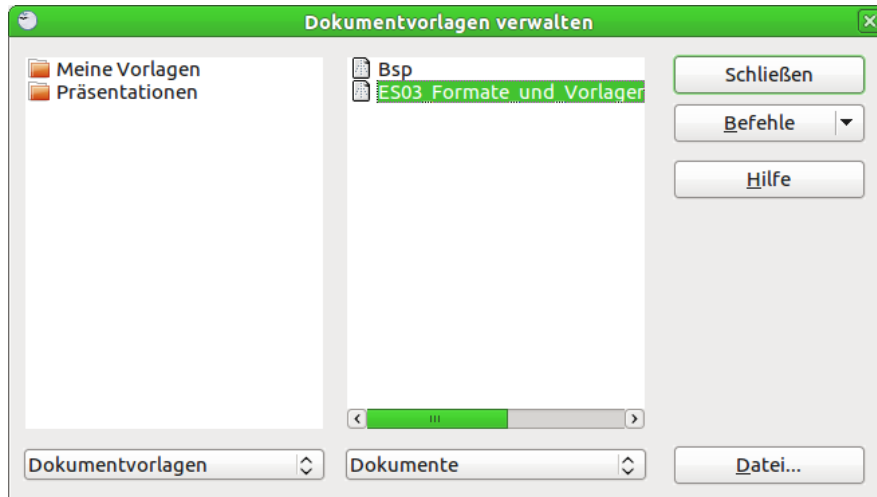 Dokumentvorlagen verwalten
Meine Vorlagen
Präsentationen
Bsp
ES03_Formate_und_Vorlager
Schließen
Befehle
Hilfe
Dokumentvorlagen
Dokumente
Datei...